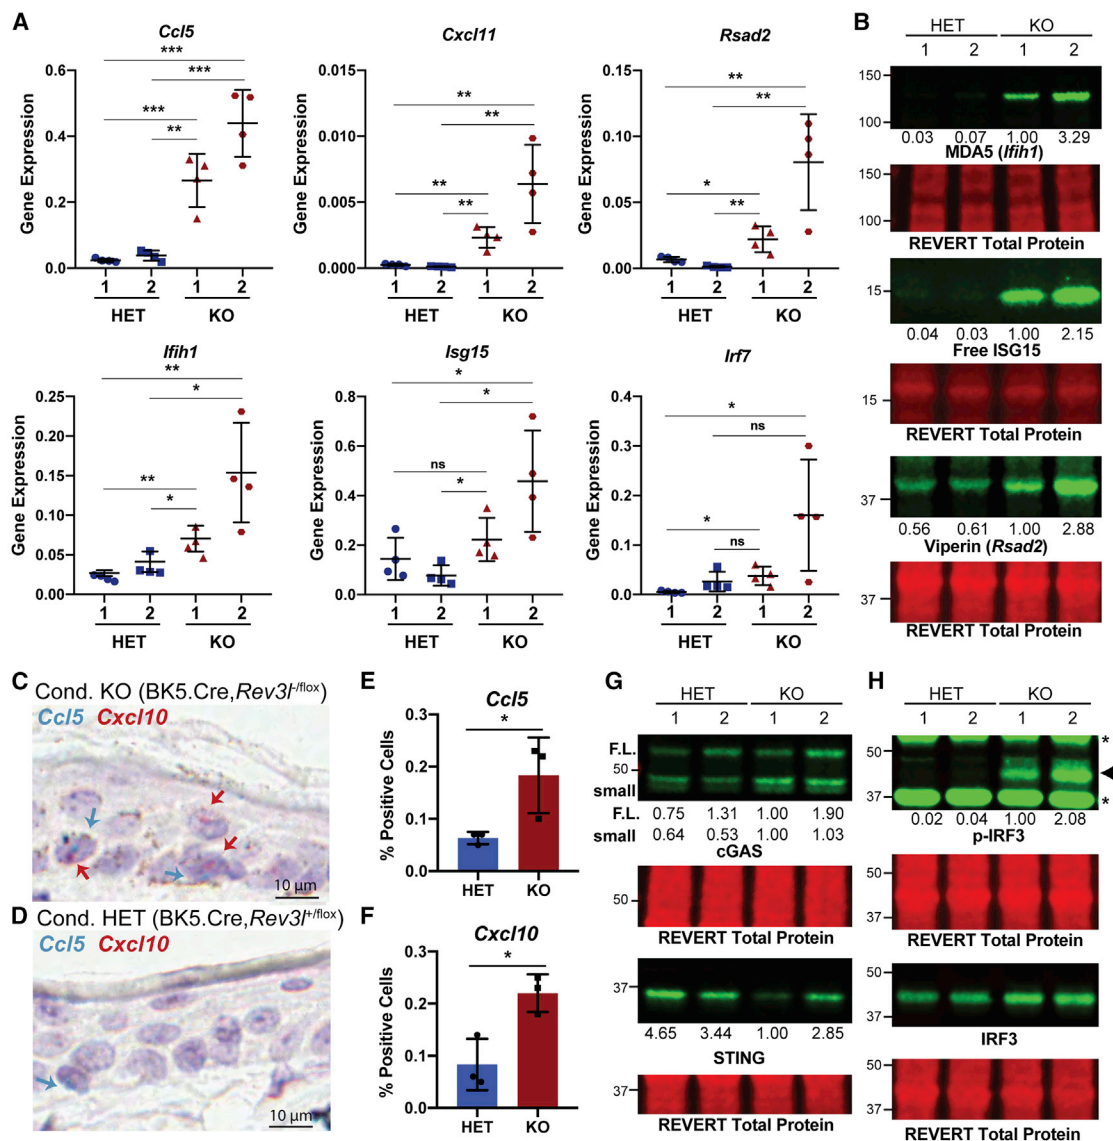 A
Ccl5
***
***
***
**
Gene Expression
0.6
0.4
0.2
0.0
1 2 1 2
HET KO
Cxcl11
**
**
**
**
Gene Expression
0.015
0.010
0.005
0.000
1 2 1 2
HET KO
Rsad2
**
**
*
**
Gene Expression
0.15
0.10
0.05
0.00
1 2 1 2
HET KO
Ifih1
**
*
**
*
Gene Expression
0.25
0.20
0.15
0.10
0.05
0.00
1 2 1 2
HET KO
Isg15
*
*
ns
*
Gene Expression
0.8
0.6
0.4
0.2
0.0
1 2 1 2
HET KO
Irf7
*
ns
*
ns
Gene Expression
0.4
0.3
0.2
0.1
0.0
1 2 1 2
HET KO
B
HET KO
1 2 1 2
150
100
0.03 0.07 1.00 3.29
MDA5 (Ifih1)
150
100
REVERT Total Protein
15
0.04 0.03 1.00 2.15
Free ISG15
15
REVERT Total Protein
37
0.56 0.61 1.00 2.88
Viperin (Rsad2)
37
REVERT Total Protein
C Cond. KO (BK5.Cre,Rev3l-/flox)
Ccl5 Cxcl10
10 µm
D Cond. HET (BK5.Cre,Rev3l+/flox)
Ccl5 Cxcl10
10 µm
E
Ccl5
*
% Positive Cells
0.3
0.2
0.1
0.0
HET KO
F
Cxcl10
*
% Positive Cells
0.3
0.2
0.1
0.0
HET KO
G
HET KO
1 2 1 2
F.L.
50
small
F.L. 0.75 1.31 1.00 1.90
small 0.64 0.53 1.00 1.03
cGAS
50
REVERT Total Protein
37
4.65 3.44 1.00 2.85
STING
37
REVERT Total Protein
H
HET KO
1 2 1 2
*
50
37
*
0.02 0.04 1.00 2.08
p-IRF3
50
37
REVERT Total Protein
50
37
IRF3
50
37
REVERT Total Protein